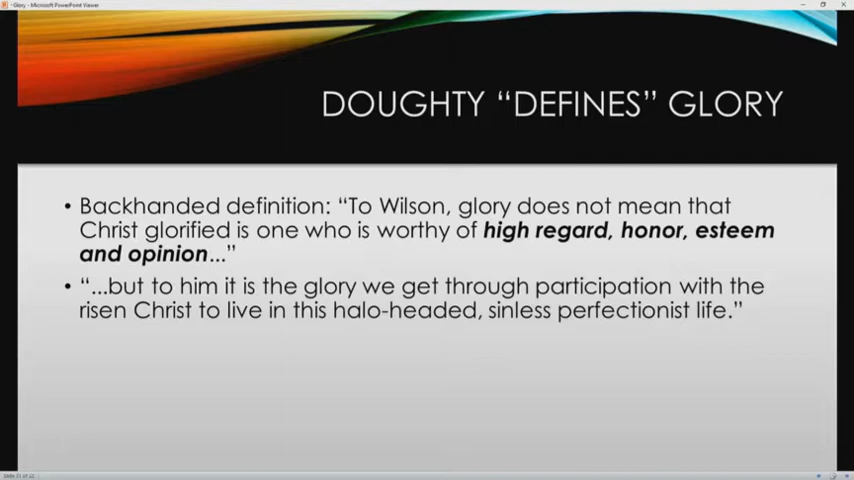 Glory - Microsoft PowerPoint Viewer
DOUGHTY “DEFINES” GLORY
• Backhanded definition: “To Wilson, glory does not mean that
Christ glorified is one who is worthy of high regard, honor, esteem
and opinion...”
• “...but to him it is the glory we get through participation with the
risen Christ to live in this halo-headed, sinless perfectionist life.”